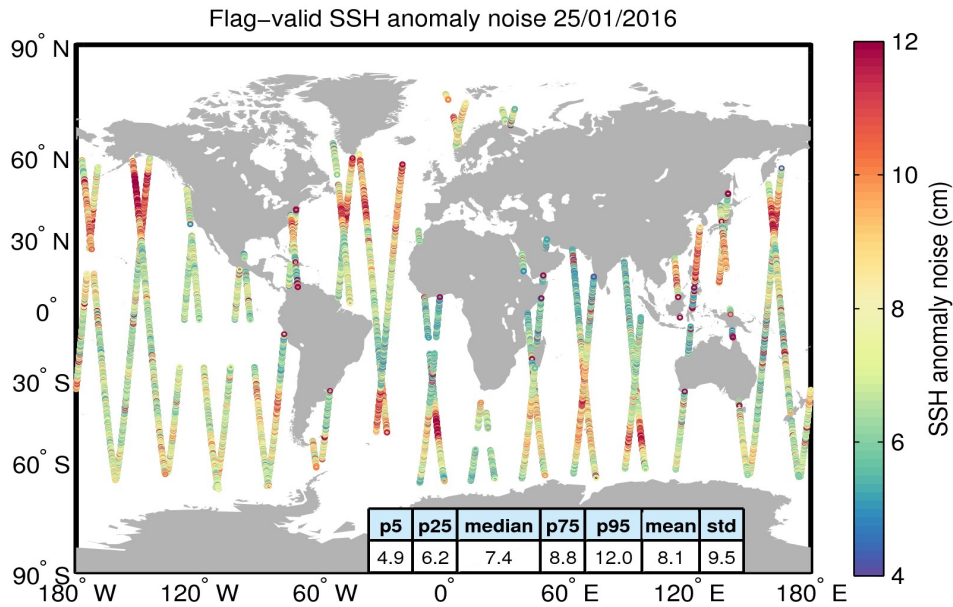 Flag−valid SSH anomaly noise 25/01/2016
90° N
60° N
30° N
0°
30° S
60° S
90° S
180° W 120° W 60° W 0° 60° E 120° E 180° E
p5 p25 median p75 p95 mean std
4.9 6.2 7.4 8.8 12.0 8.1 9.5
12
10
8
6
4
SSH anomaly noise (cm)